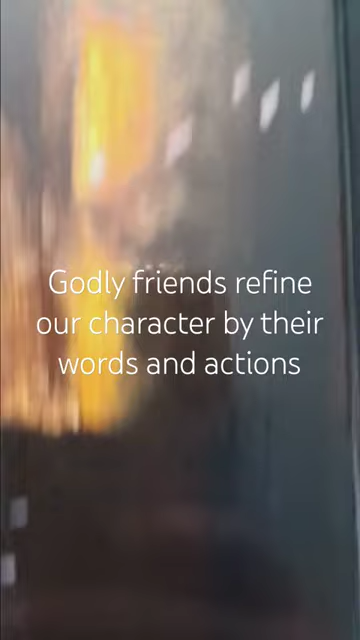 Godly friends refine
our character by their
words and actions